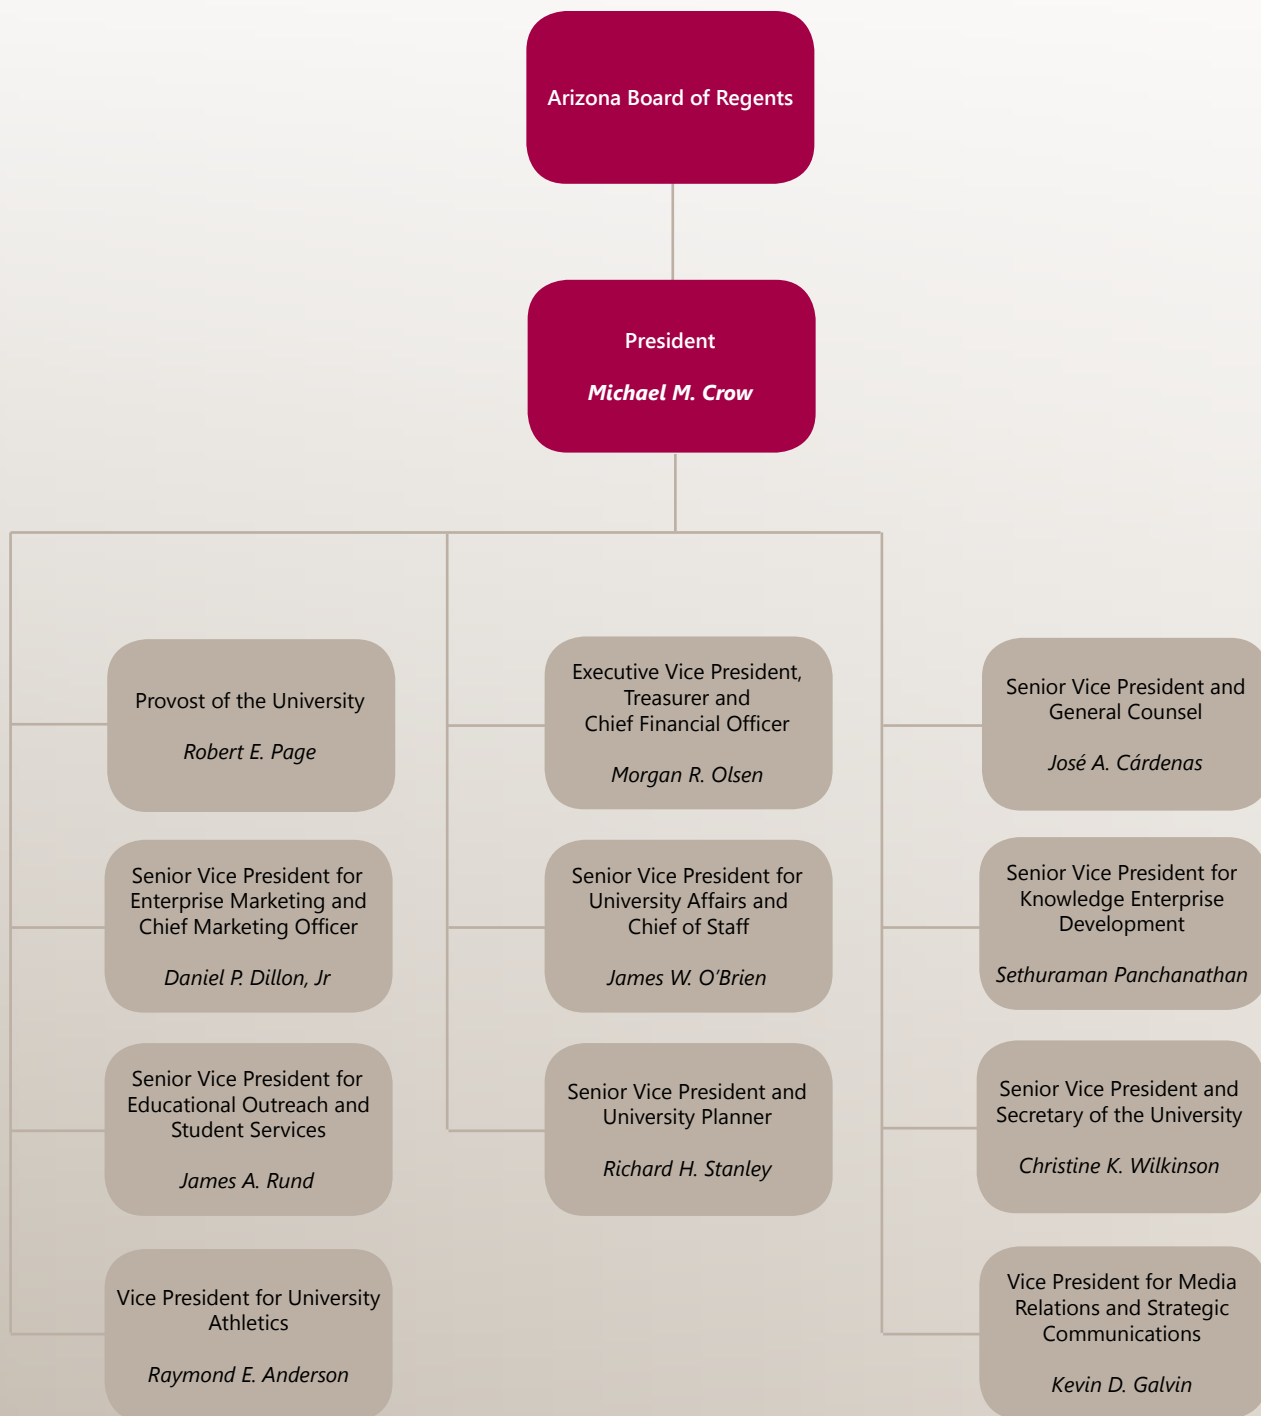 Arizona Board of Regents
President
Michael M. Crow
Provost of the University
Robert E. Page
Executive Vice President,
Treasurer and
Chief Financial Officer
Morgan R. Olsen
Senior Vice President and
General Counsel
José A. Cárdenas
Senior Vice President for
Enterprise Marketing and
Chief Marketing Officer
Daniel P. Dillon, Jr
Senior Vice President for
University Affairs and
Chief of Staff
James W. O’Brien
Senior Vice President for
Knowledge Enterprise
Development
Sethuraman Panchanathan
Senior Vice President for
Educational Outreach and
Student Services
James A. Rund
Senior Vice President and
University Planner
Richard H. Stanley
Senior Vice President and
Secretary of the University
Christine K. Wilkinson
Vice President for University
Athletics
Raymond E. Anderson
Vice President for Media
Relations and Strategic
Communications
Kevin D. Galvin